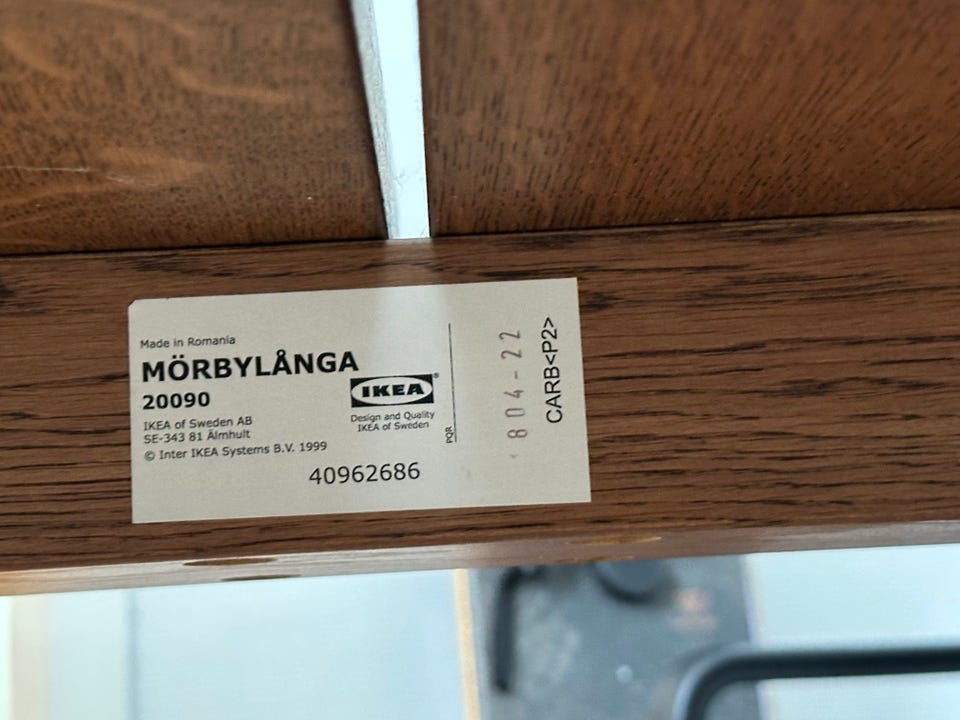 Made in Romania
MÖRBYLÅNGA
20090
IKEA of Sweden AB
SE-343 81 Älmhult
© Inter IKEA Systems B.V. 1999
IKEA®
Design and Quality
IKEA of Sweden
40962686
PQR
804-22
CARB<P2>